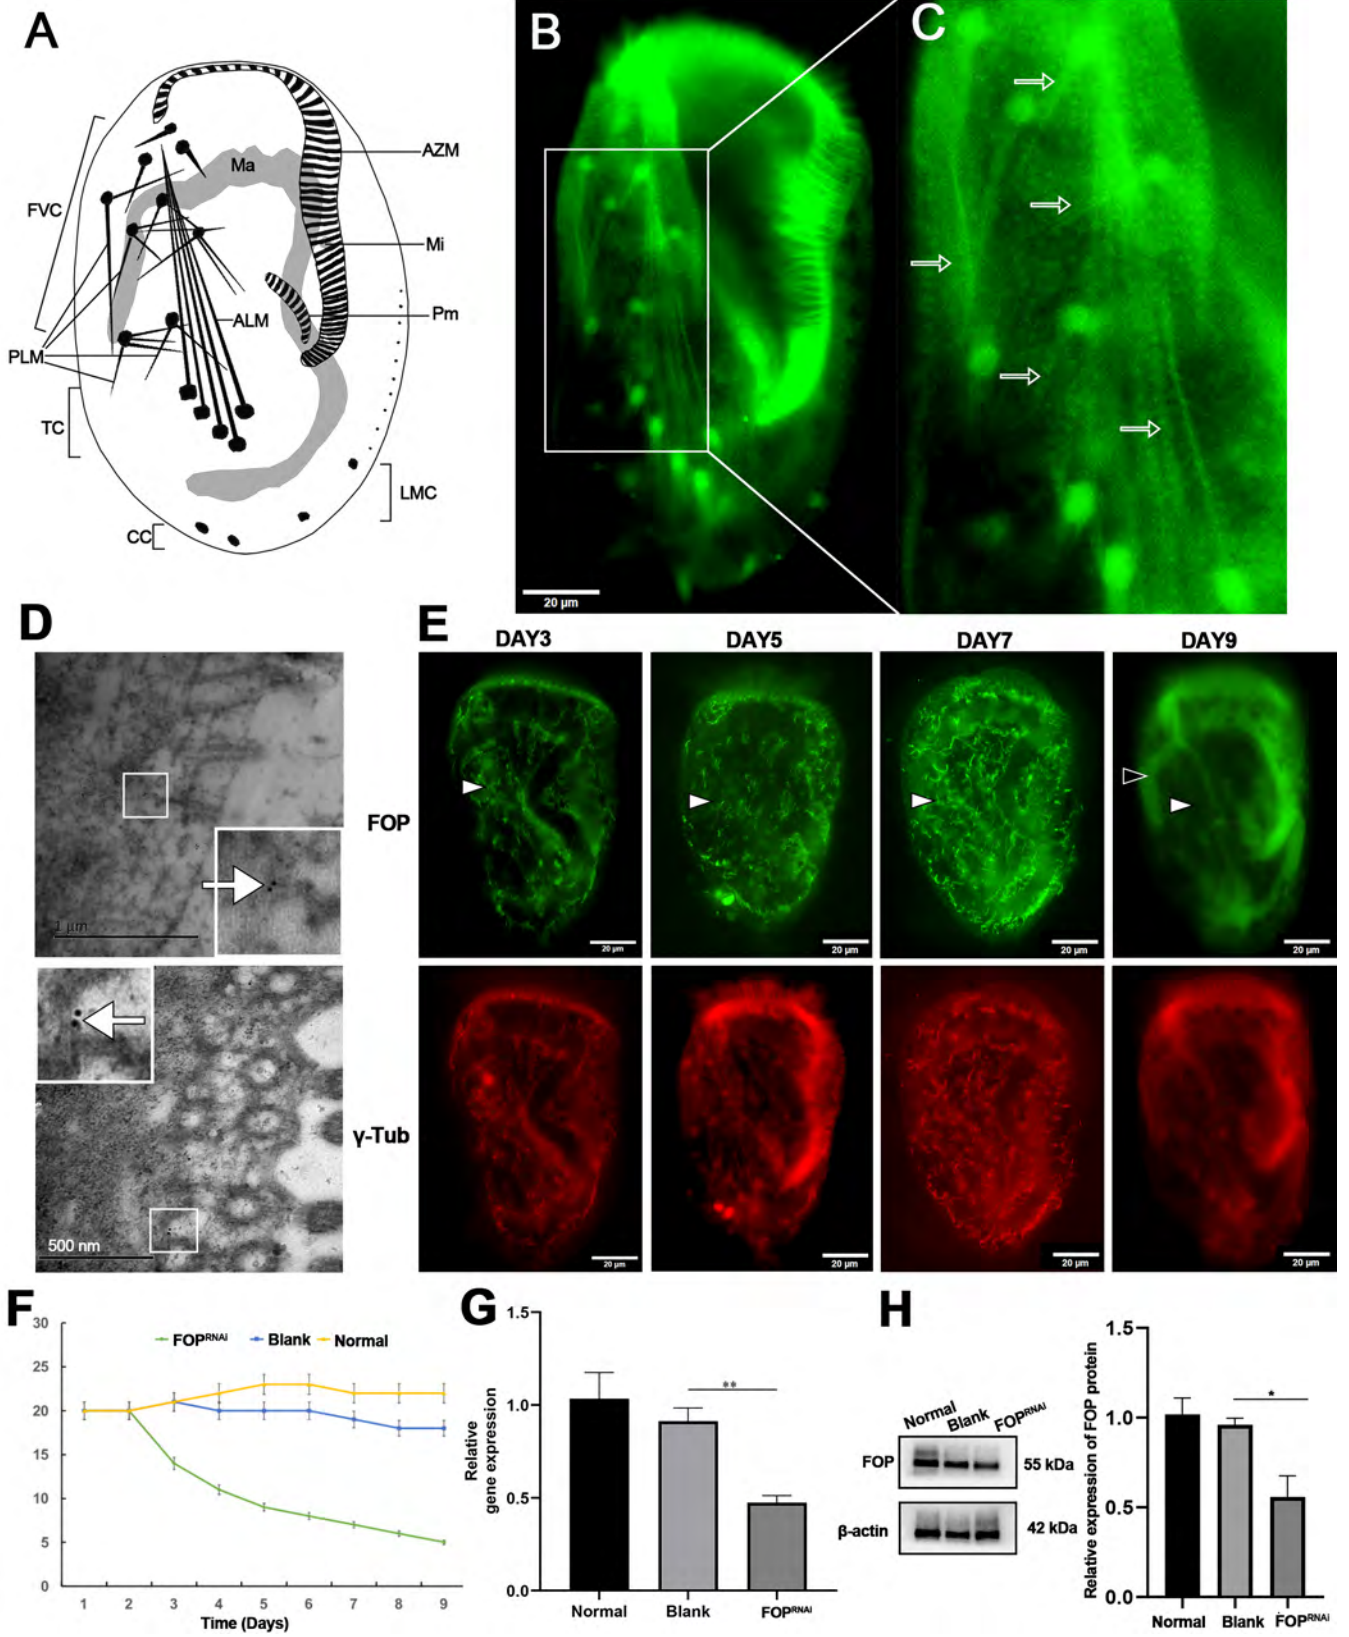 A
FVC
PLM
TC
CC
Ma
AZM
Mi
Pm
ALM
LMC
B
20 μm
C
D
1 μm
500 nm
E
DAY3
DAY5
DAY7
DAY9
FOP
20 μm
20 μm
20 μm
20 μm
γ-Tub
20 μm
20 μm
20 μm
20 μm
F
30
25
20
15
10
5
0
FOPRNAi
Blank
Normal
1 2 3 4 5 6 7 8 9
Time (Days)
G
Relative
gene expression
1.5
1.0
0.5
0.0
**
Normal
Blank
FOPRNAi
H
Normal
Blank
FOPRNAi
FOP
55 kDa
β-actin
42 kDa
Relative expression of FOP protein
1.5
1.0
0.5
0.0
*
Normal
Blank
FOPRNAi